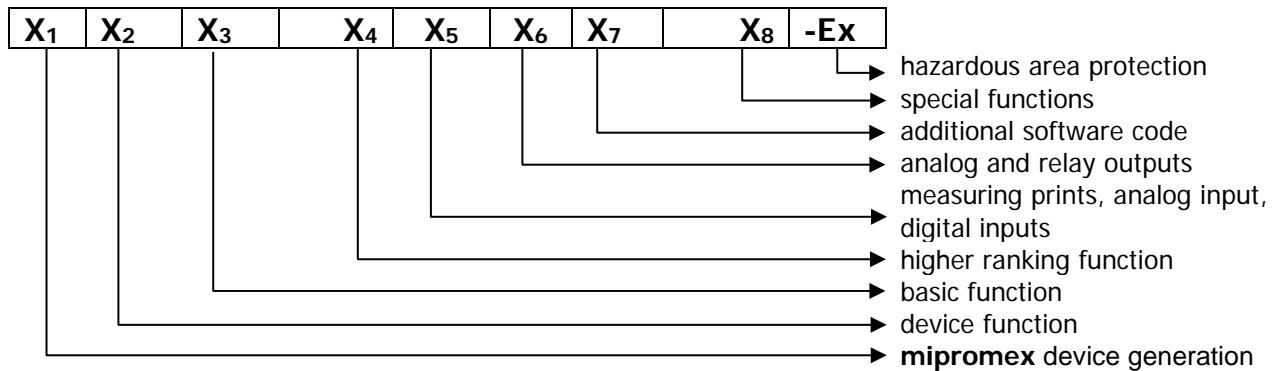 X1 X2 X3 X4 X5 X6 X7 X8 -Ex
hazardous area protection
special functions
additional software code
analog and relay outputs
measuring prints, analog input,
digital inputs
higher ranking function
basic function
device function
mipromex device generation